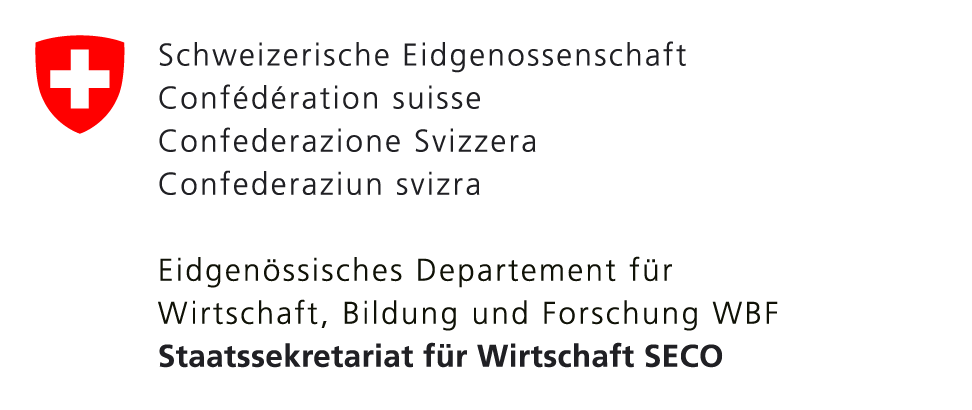 Schweizerische Eidgenossenschaft
Confédération suisse
Confederazione Svizzera
Confederaziun svizra
Eidgenössisches Departement für
Wirtschaft, Bildung und Forschung WBF
Staatssekretariat für Wirtschaft SECO